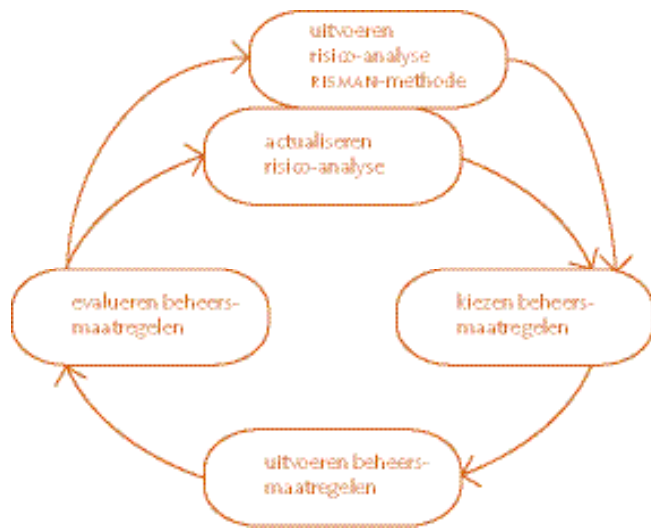 uitvoeren
risico-analyse
RISMAN-methode
actualiseren
risico-analyse
evalueren beheers-
maatregelen
kiezen beheers-
maatregelen
uitvoeren beheers-
maatregelen